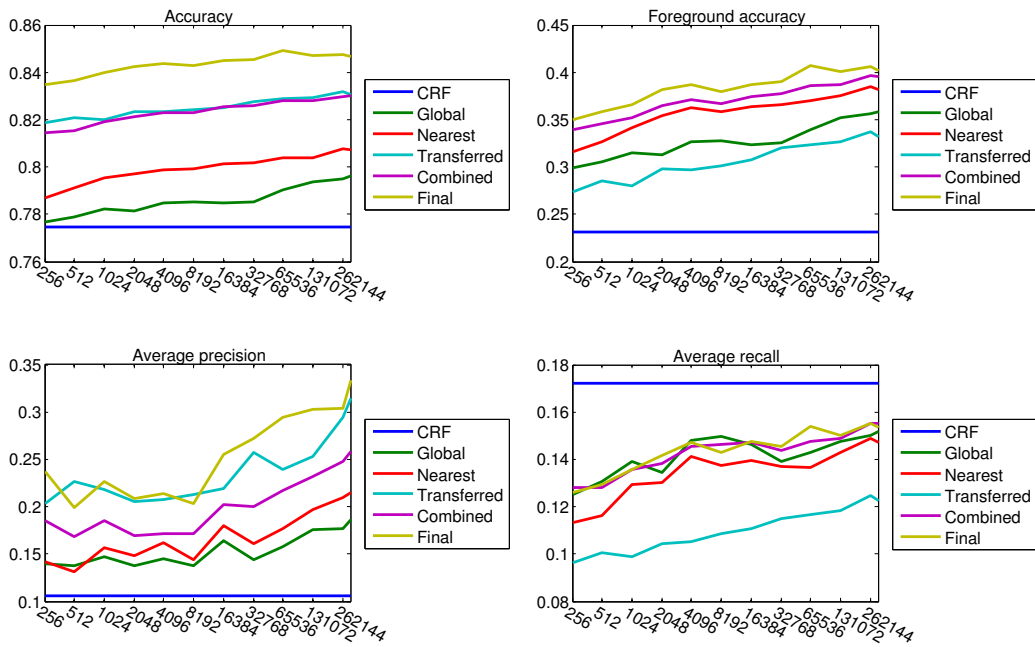 Accuracy
0.86
0.84
0.82
0.8
0.78
0.76
256
512
1024
2048
4096
8192
16384
32768
65536
131072
262144
CRF
Global
Nearest
Transferred
Combined
Final
Foreground accuracy
0.45
0.4
0.35
0.3
0.25
0.2
256
512
1024
2048
4096
8192
16384
32768
65536
131072
262144
CRF
Global
Nearest
Transferred
Combined
Final
Average precision
0.35
0.3
0.25
0.2
0.15
0.1
256
512
1024
2048
4096
8192
16384
32768
65536
131072
262144
CRF
Global
Nearest
Transferred
Combined
Final
Average recall
0.18
0.16
0.14
0.12
0.1
0.08
256
512
1024
2048
4096
8192
16384
32768
65536
131072
262144
CRF
Global
Nearest
Transferred
Combined
Final